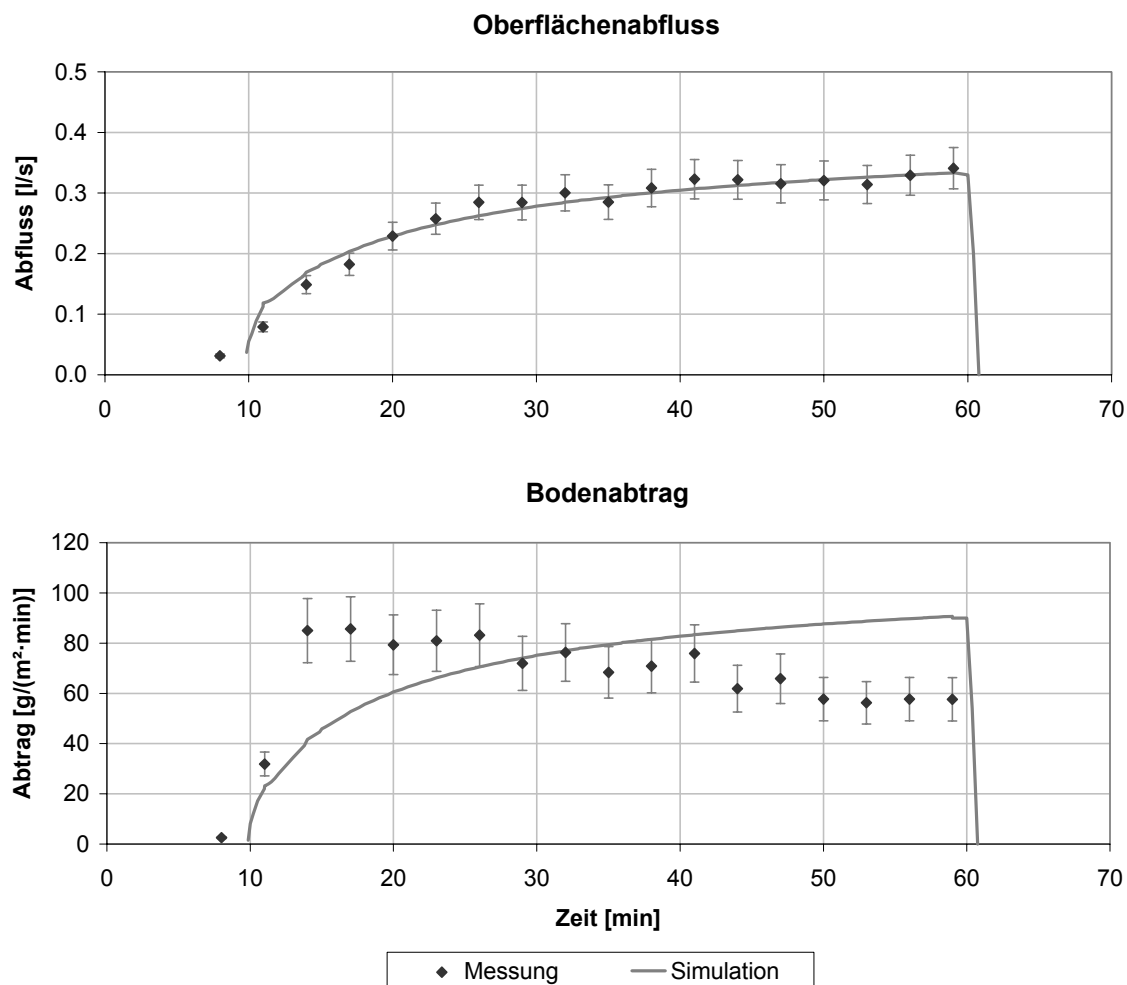 Oberflächenabfluss
Abfluss [l/s]
0.5
0.4
0.3
0.2
0.1
0.0
0 10 20 30 40 50 60 70
Bodenabtrag
Abtrag [g/(m²·min)]
120
100
80
60
40
20
0
0 10 20 30 40 50 60 70
Zeit [min]
Messung Simulation